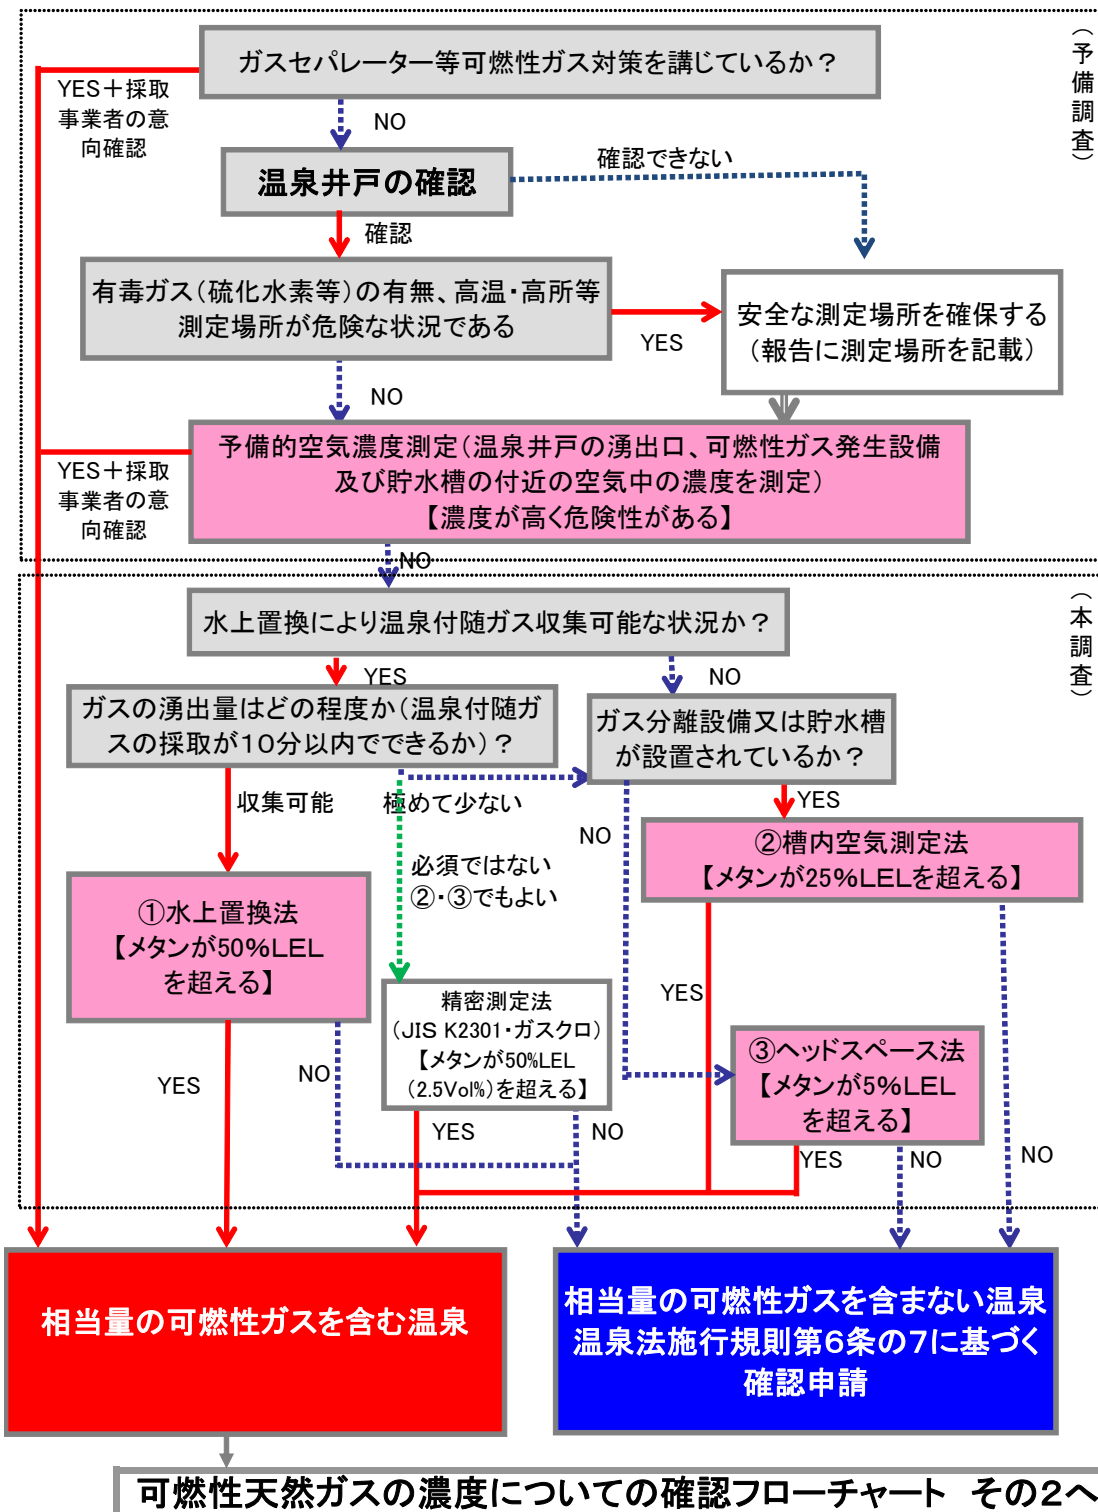 （予備調査）
ガスセパレーター等可燃性ガス対策を講じているか？
YES＋採取
事業者の意
向確認
NO
確認できない
温泉井戸の確認
確認
有毒ガス（硫化水素等）の有無、高温・高所等
測定場所が危険な状況である
YES
安全な測定場所を確保する
（報告に測定場所を記載）
NO
予備的空気濃度測定（温泉井戸の湧出口、可燃性ガス発生設備
及び貯水槽の付近の空気中の濃度を測定）
【濃度が高く危険性がある】
YES＋採取
事業者の意
向確認
NO
（本調査）
水上置換により温泉付随ガス収集可能な状況か？
YES
NO
ガスの湧出量はどの程度か（温泉付随ガ
スの採取が１０分以内でできるか）？
ガス分離設備又は貯水槽
が設置されているか？
収集可能
極めて少ない
NO
YES
必須ではない
②・③でもよい
②槽内空気測定法
【メタンが25%LELを超える】
①水上置換法
【メタンが50%LEL
を超える】
精密測定法
（JIS K2301・ガスクロ）
【メタンが50%LEL
（2.5Vol%）を超える】
YES
③ヘッドスペース法
【メタンが5%LEL
を超える】
YES
NO
YES
NO
YES
NO
NO
相当量の可燃性ガスを含む温泉
相当量の可燃性ガスを含まない温泉
温泉法施行規則第６条の７に基づく
確認申請
可燃性天然ガスの濃度についての確認フローチャート　その２へ